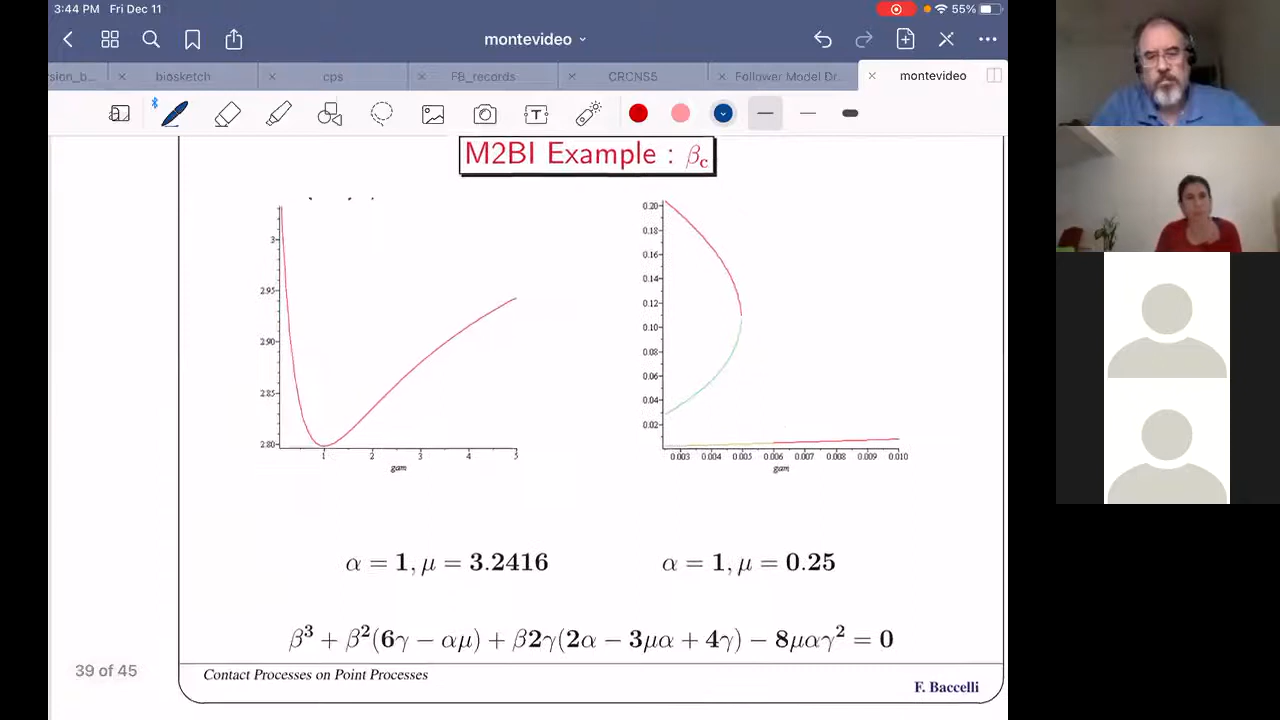 3:44 PM Fri Dec 11
55%
montevideo
sion_b...
biosketch
cps
FB_records
CRCNS5
Follower Model Dr...
montevideo
T
M2BI Example : βc
3
2.95
2.90
2.85
2.80
1 2 3 4 5
gam
0.20
0.18
0.16
0.14
0.12
0.10
0.08
0.06
0.04
0.02
0.003 0.004 0.005 0.006 0.007 0.008 0.009 0.010
gam
α = 1, μ = 3.2416
α = 1, μ = 0.25
β³ + β²(6γ − αμ) + β2γ(2α − 3μα + 4γ) − 8μαγ² = 0
39 of 45
Contact Processes on Point Processes
F. Baccelli